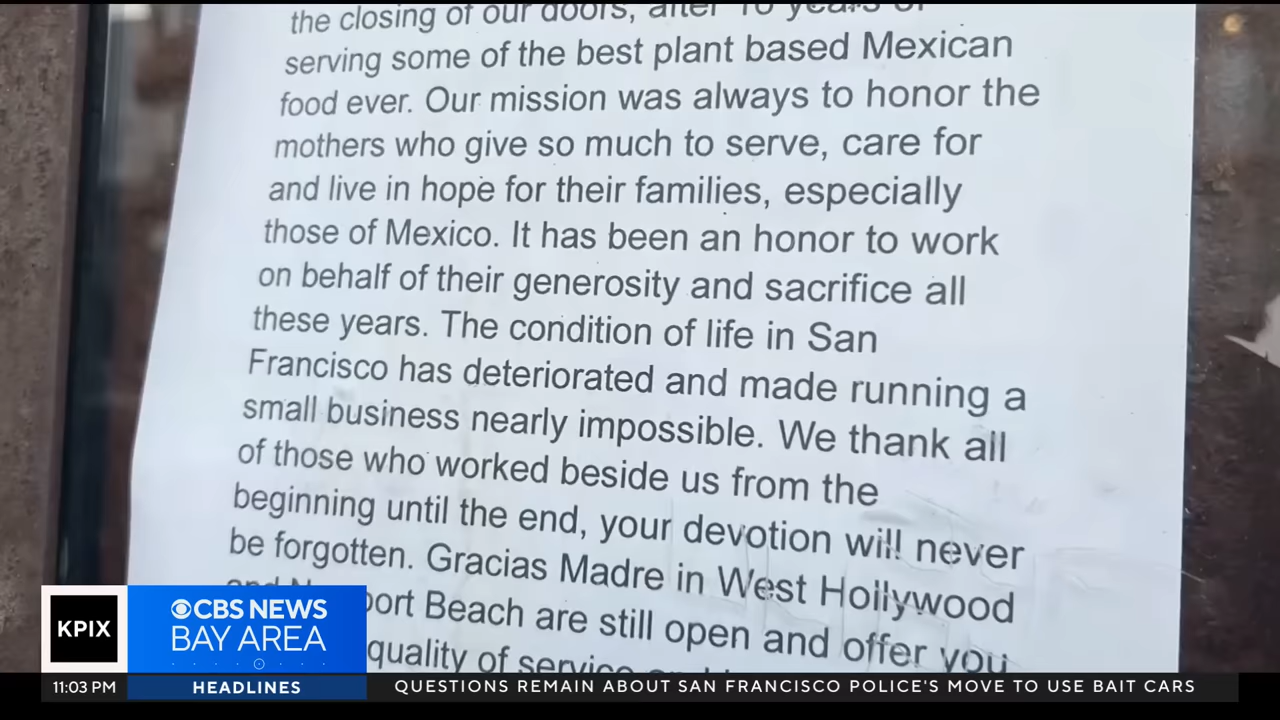 the closing of our doors, after 10 years of
serving some of the best plant based Mexican
food ever. Our mission was always to honor the
mothers who give so much to serve, care for
and live in hope for their families, especially
those of Mexico. It has been an honor to work
on behalf of their generosity and sacrifice all
these years. The condition of life in San
Francisco has deteriorated and made running a
small business nearly impossible. We thank all
of those who worked beside us from the
beginning until the end, your devotion will never
be forgotten. Gracias Madre in West Hollywood
and port Beach are still open and offer you
quality of service
KPIX
CBS NEWS
BAY AREA
11:03 PM
HEADLINES
QUESTIONS REMAIN ABOUT SAN FRANCISCO POLICE'S MOVE TO USE BAIT CARS